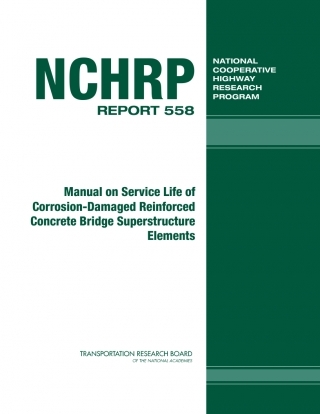 NCHRP
REPORT 558
NATIONAL
COOPERATIVE
HIGHWAY
RESEARCH
PROGRAM
Manual on Service Life of
Corrosion-Damaged Reinforced
Concrete Bridge Superstructure
Elements
TRANSPORTATION RESEARCH BOARD
OF THE NATIONAL ACADEMIES